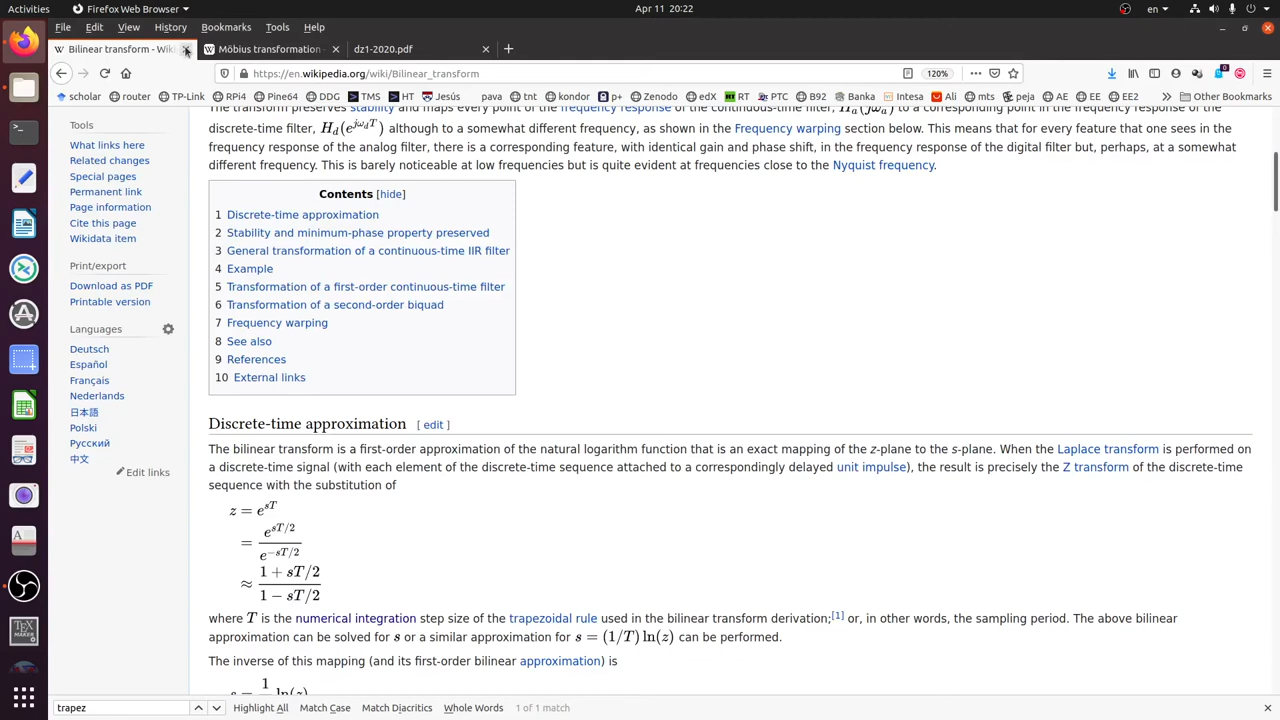 Activities
Firefox Web Browser
Apr 11 20:22
en
File Edit View History Bookmarks Tools Help
W Bilinear transform - Wiki
W Möbius transformation
dz1-2020.pdf
https://en.wikipedia.org/wiki/Bilinear_transform
120%
scholar router TP-Link RPi4 Pine64 DDG TMS HT Jesús pava tnt kondor p+ Zenodo edX RT PTC B92 Banka Intesa Ali mts peja AE EE EE2 Other Bookmarks
The transform preserves stability and maps every point of the frequency response of the continuous-time filter, Hₐ(jωₐ) to a corresponding point in the frequency response of the
discrete-time filter, H_d(e^{jω_dT}) although to a somewhat different frequency, as shown in the Frequency warping section below. This means that for every feature that one sees in the
frequency response of the analog filter, there is a corresponding feature, with identical gain and phase shift, in the frequency response of the digital filter but, perhaps, at a somewhat
different frequency. This is barely noticeable at low frequencies but is quite evident at frequencies close to the Nyquist frequency.
Tools
What links here
Related changes
Special pages
Permanent link
Page information
Cite this page
Wikidata item
Print/export
Download as PDF
Printable version
Languages
Deutsch
Español
Français
Nederlands
日本語
Polski
Русский
中文
Edit links
Contents [hide]
1 Discrete-time approximation
2 Stability and minimum-phase property preserved
3 General transformation of a continuous-time IIR filter
4 Example
5 Transformation of a first-order continuous-time filter
6 Transformation of a second-order biquad
7 Frequency warping
8 See also
9 References
10 External links
Discrete-time approximation [ edit ]
The bilinear transform is a first-order approximation of the natural logarithm function that is an exact mapping of the z-plane to the s-plane. When the Laplace transform is performed on
a discrete-time signal (with each element of the discrete-time sequence attached to a correspondingly delayed unit impulse), the result is precisely the Z transform of the discrete-time
sequence with the substitution of
z = e^{sT}
= e^{sT/2} / e^{−sT/2}
≈ (1 + sT/2) / (1 − sT/2)
where T is the numerical integration step size of the trapezoidal rule used in the bilinear transform derivation;[1] or, in other words, the sampling period. The above bilinear
approximation can be solved for s or a similar approximation for s = (1/T) ln(z) can be performed.
The inverse of this mapping (and its first-order bilinear approximation) is
s = 1 ln(z)
trapez
Highlight All Match Case Match Diacritics Whole Words 1 of 1 match
TEX MAKER